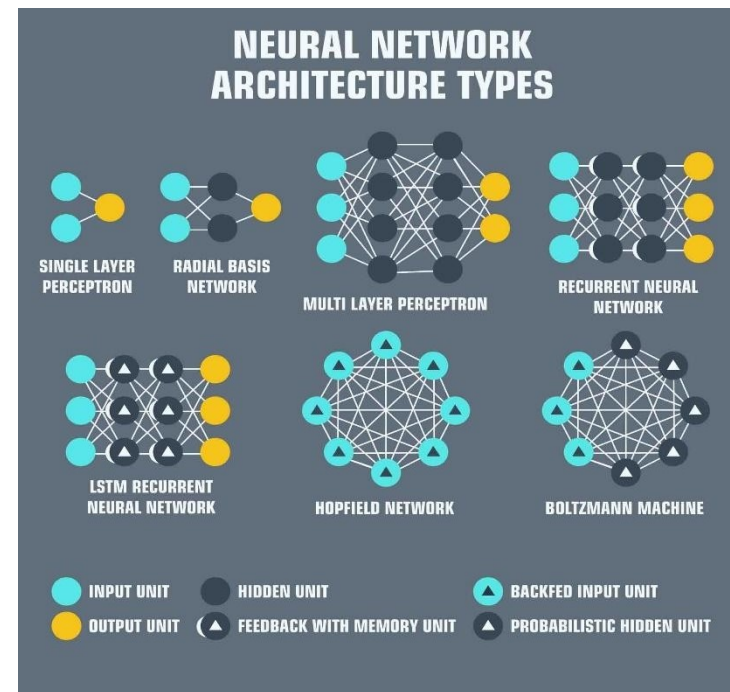 NEURAL NETWORK
ARCHITECTURE TYPES
SINGLE LAYER
PERCEPTRON
RADIAL BASIS
NETWORK
MULTI LAYER PERCEPTRON
RECURRENT NEURAL
NETWORK
LSTM RECURRENT
NEURAL NETWORK
HOPFIELD NETWORK
BOLTZMANN MACHINE
INPUT UNIT
HIDDEN UNIT
BACKFED INPUT UNIT
OUTPUT UNIT
FEEDBACK WITH MEMORY UNIT
PROBABILISTIC HIDDEN UNIT